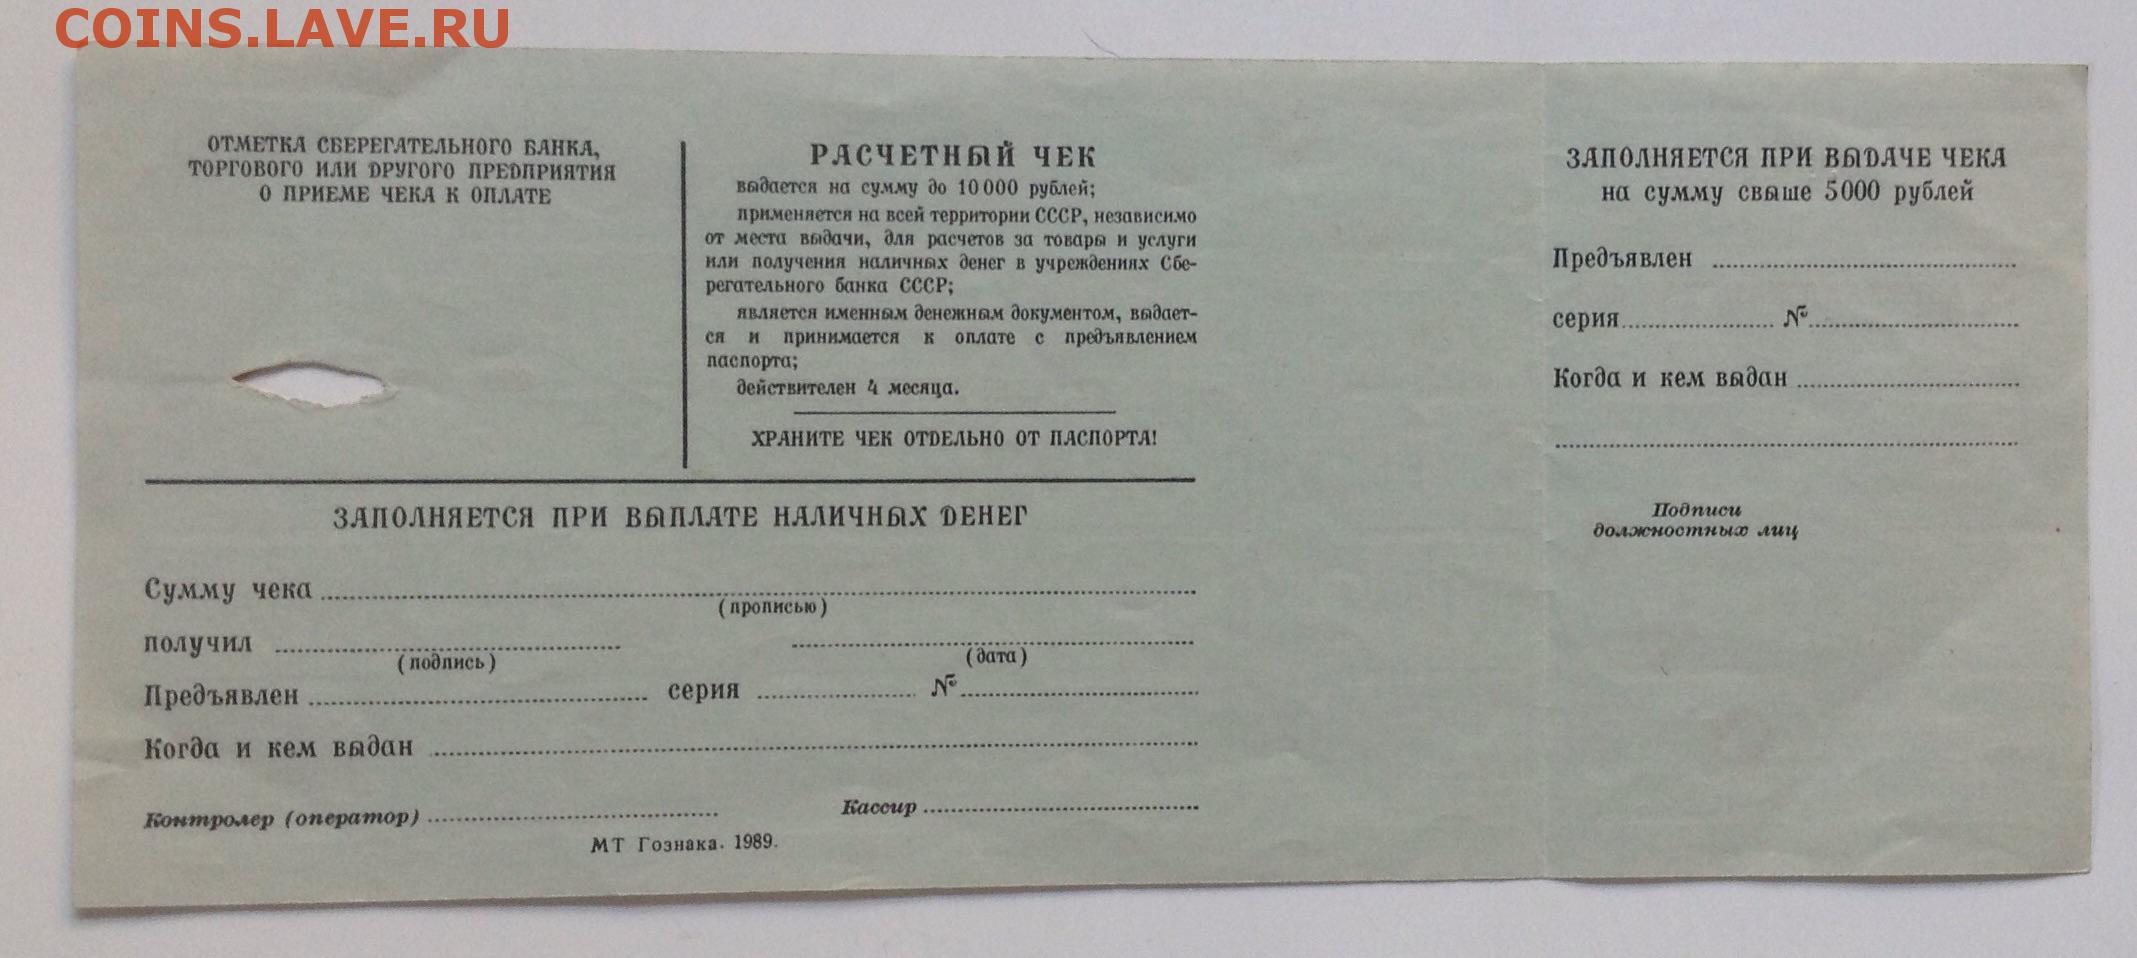 COINS.LAVE.RU
ОТМЕТКА СБЕРЕГАТЕЛЬНОГО БАНКА,
ТОРГОВОГО ИЛИ ДРУГОГО ПРЕДПРИЯТИЯ
О ПРИЕМЕ ЧЕКА К ОПЛАТЕ
РАСЧЕТНЫЙ ЧЕК
выдается на сумму до 10 000 рублей;
применяется на всей территории СССР, независимо
от места выдачи, для расчетов за товары и услуги
или получения наличных денег в учреждениях Сбе-
регательного банка СССР;
является именным денежным документом, выдает-
ся и принимается к оплате с предъявлением
паспорта;
действителен 4 месяца.
ХРАНИТЕ ЧЕК ОТДЕЛЬНО ОТ ПАСПОРТА!
ЗАПОЛНЯЕТСЯ ПРИ ВЫПЛАТЕ НАЛИЧНЫХ ДЕНЕГ
Сумму чека
(прописью)
получил
(подпись) (дата)
Предъявлен серия №
Когда и кем выдан
Контролер (оператор) Кассир
МТ Гознака. 1989.
ЗАПОЛНЯЕТСЯ ПРИ ВЫДАЧЕ ЧЕКА
на сумму свыше 5000 рублей
Предъявлен
серия №
Когда и кем выдан
Подписи
должностных лиц